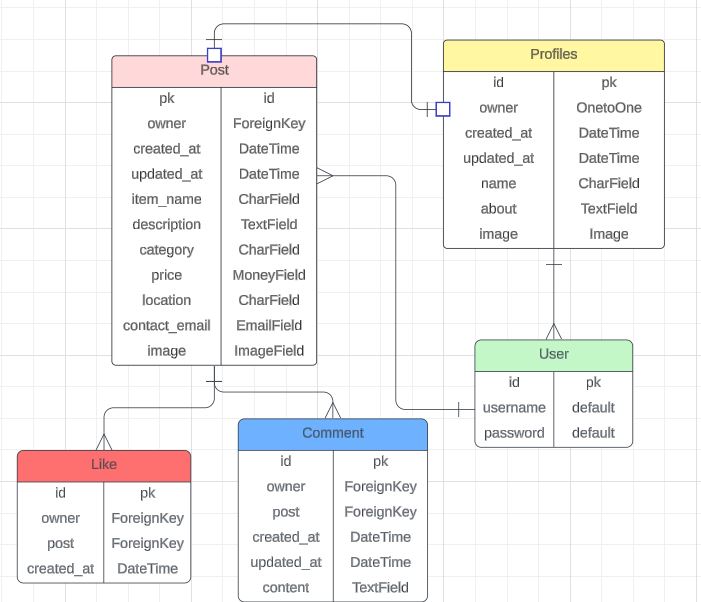 Post
pk id
owner ForeignKey
created_at DateTime
updated_at DateTime
item_name CharField
description TextField
category CharField
price MoneyField
location CharField
contact_email EmailField
image ImageField
Profiles
id pk
owner OnetoOne
created_at DateTime
updated_at DateTime
name CharField
about TextField
image Image
User
id pk
username default
password default
Like
id pk
owner ForeignKey
post ForeignKey
created_at DateTime
Comment
id pk
owner ForeignKey
post ForeignKey
created_at DateTime
updated_at DateTime
content TextField